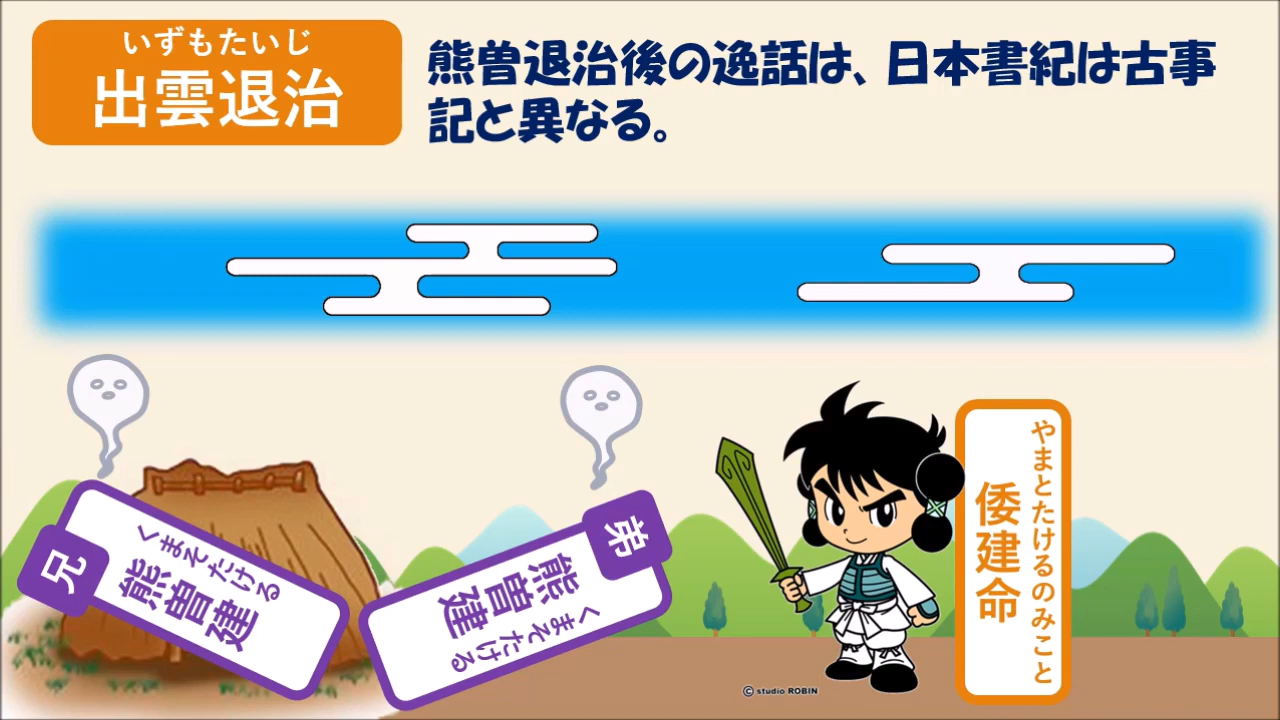 いずもたいじ
出雲退治
熊曽退治後の逸話は、日本書紀は古事
記と異なる。
兄
くまそたける
熊曽建
弟
くまそたける
熊曽建
やまとたけるのみこと
倭建命
© studio ROBIN